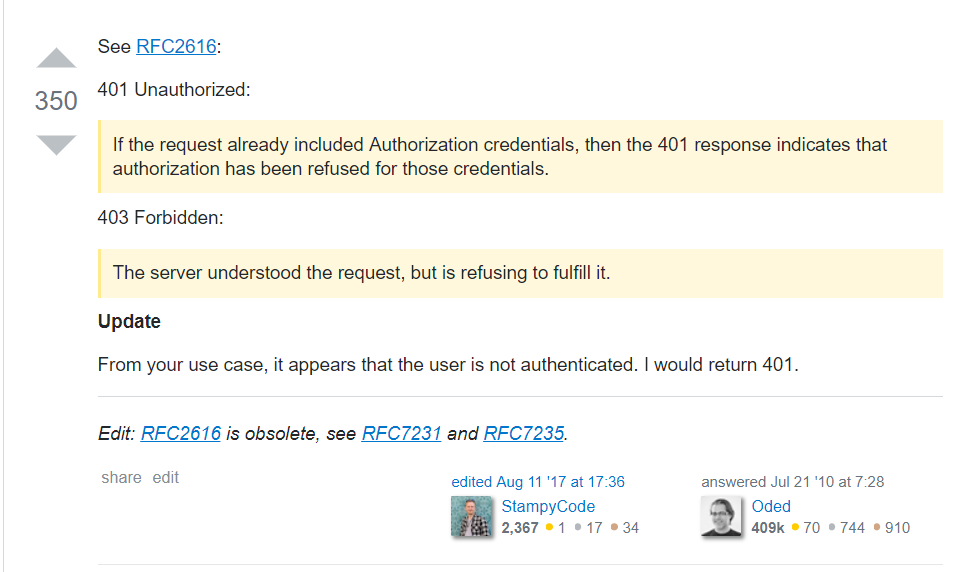 See RFC2616:
350
401 Unauthorized:
If the request already included Authorization credentials, then the 401 response indicates that
authorization has been refused for those credentials.
403 Forbidden:
The server understood the request, but is refusing to fulfill it.
Update
From your use case, it appears that the user is not authenticated. I would return 401.
Edit: RFC2616 is obsolete, see RFC7231 and RFC7235.
share edit
edited Aug 11 '17 at 17:36
StampyCode
2,367 ● 1 ● 17 ● 34
answered Jul 21 '10 at 7:28
Oded
409k ● 70 ● 744 ● 910